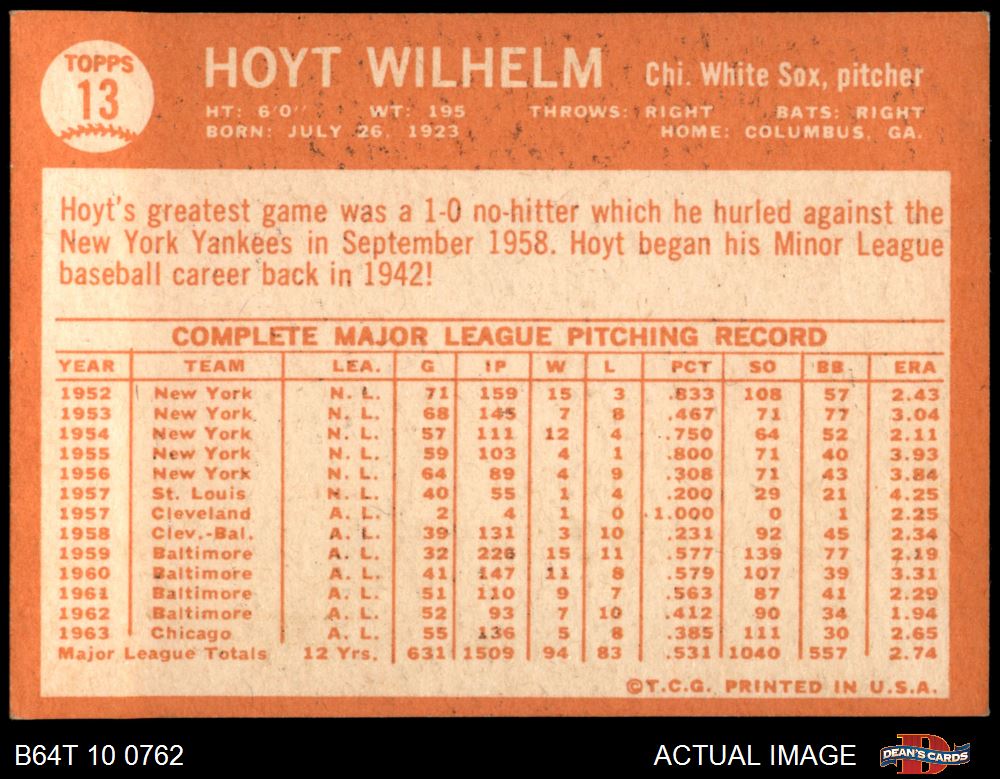 TOPPS
13
HOYT WILHELM Chi. White Sox, pitcher
HT: 6'0" WT: 195 THROWS: RIGHT BATS: RIGHT
BORN: JULY 26, 1923 HOME: COLUMBUS, GA.
Hoyt's greatest game was a 1-0 no-hitter which he hurled against the
New York Yankees in September 1958. Hoyt began his Minor League
baseball career back in 1942!
COMPLETE MAJOR LEAGUE PITCHING RECORD
YEAR TEAM LEA. G IP W L PCT SO BB ERA
1952 New York N. L. 71 159 15 3 .833 108 57 2.43
1953 New York N. L. 68 145 7 8 .467 71 77 3.04
1954 New York N. L. 57 111 12 4 .750 64 52 2.11
1955 New York N. L. 59 103 4 1 .800 71 40 3.93
1956 New York N. L. 64 89 4 9 .308 71 43 3.84
1957 St. Louis N. L. 40 55 1 4 .200 29 21 4.25
1957 Cleveland A. L. 2 4 1 0 1.000 0 1 2.25
1958 Clev.-Bal. A. L. 39 131 3 10 .231 92 45 2.34
1959 Baltimore A. L. 32 226 15 11 .577 139 77 2.19
1960 Baltimore A. L. 41 147 11 8 .579 107 39 3.31
1961 Baltimore A. L. 51 110 9 7 .563 87 41 2.29
1962 Baltimore A. L. 52 93 7 10 .412 90 34 1.94
1963 Chicago A. L. 55 136 5 8 .385 111 30 2.65
Major League Totals 12 Yrs. 631 1509 94 83 .531 1040 557 2.74
©T.C.G. PRINTED IN U.S.A.
B64T 10 0762 ACTUAL IMAGE DEAN'S CARDS